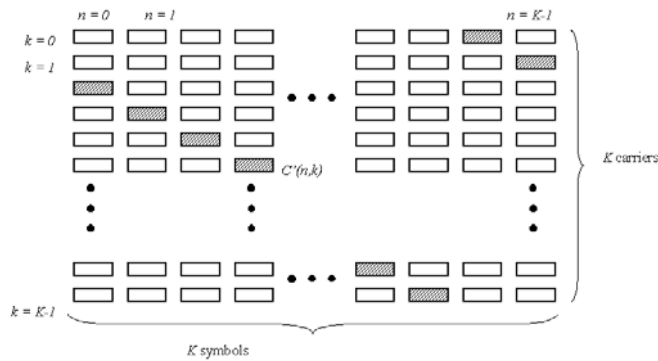 n = 0 n = 1 n = K-1
k = 0
k = 1
C'(n,k)
K carriers
k = K-1
K symbols